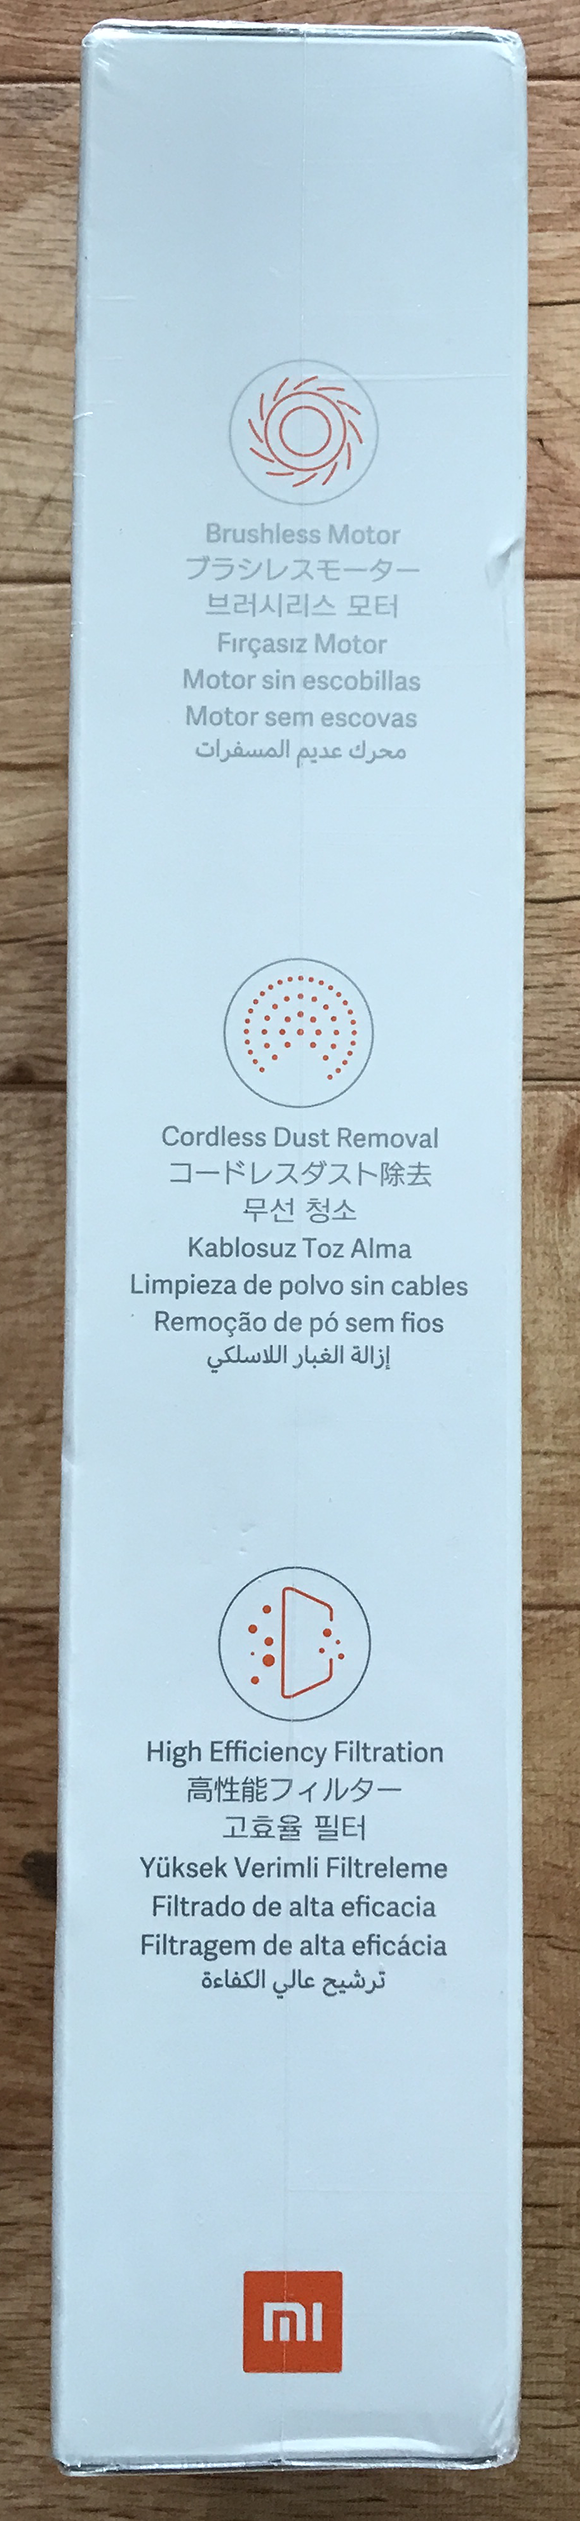 Brushless Motor
ブラシレスモーター
브러시리스 모터
Fırçasız Motor
Motor sin escobillas
Motor sem escovas
محرك عديم المسفرات
Cordless Dust Removal
コードレスダスト除去
무선 청소
Kablosuz Toz Alma
Limpieza de polvo sin cables
Remoção de pó sem fios
إزالة الغبار اللاسلكي
High Efficiency Filtration
高性能フィルター
고효율 필터
Yüksek Verimli Filtreleme
Filtrado de alta eficacia
Filtragem de alta eficácia
ترشيح عالي الكفاءة
mi